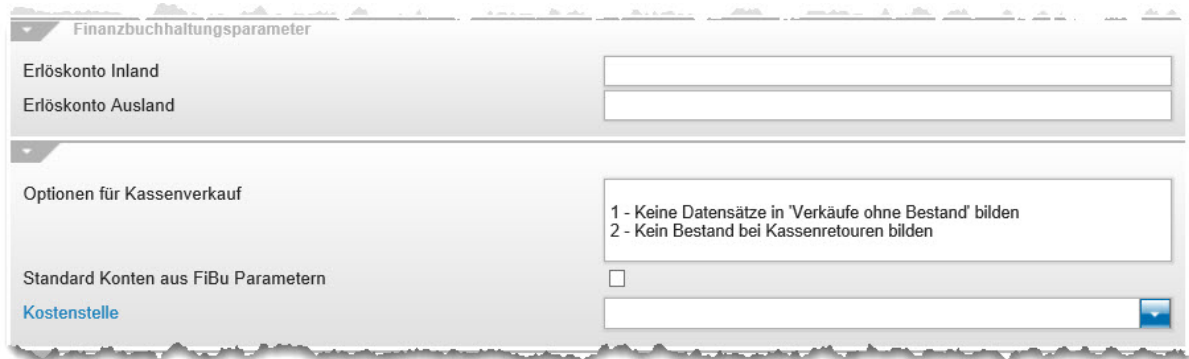 Finanzbuchhaltungsparameter
Erlöskonto Inland
Erlöskonto Ausland
Optionen für Kassenverkauf
1 - Keine Datensätze in 'Verkäufe ohne Bestand' bilden
2 - Kein Bestand bei Kassenretouren bilden
Standard Konten aus FiBu Parametern
Kostenstelle